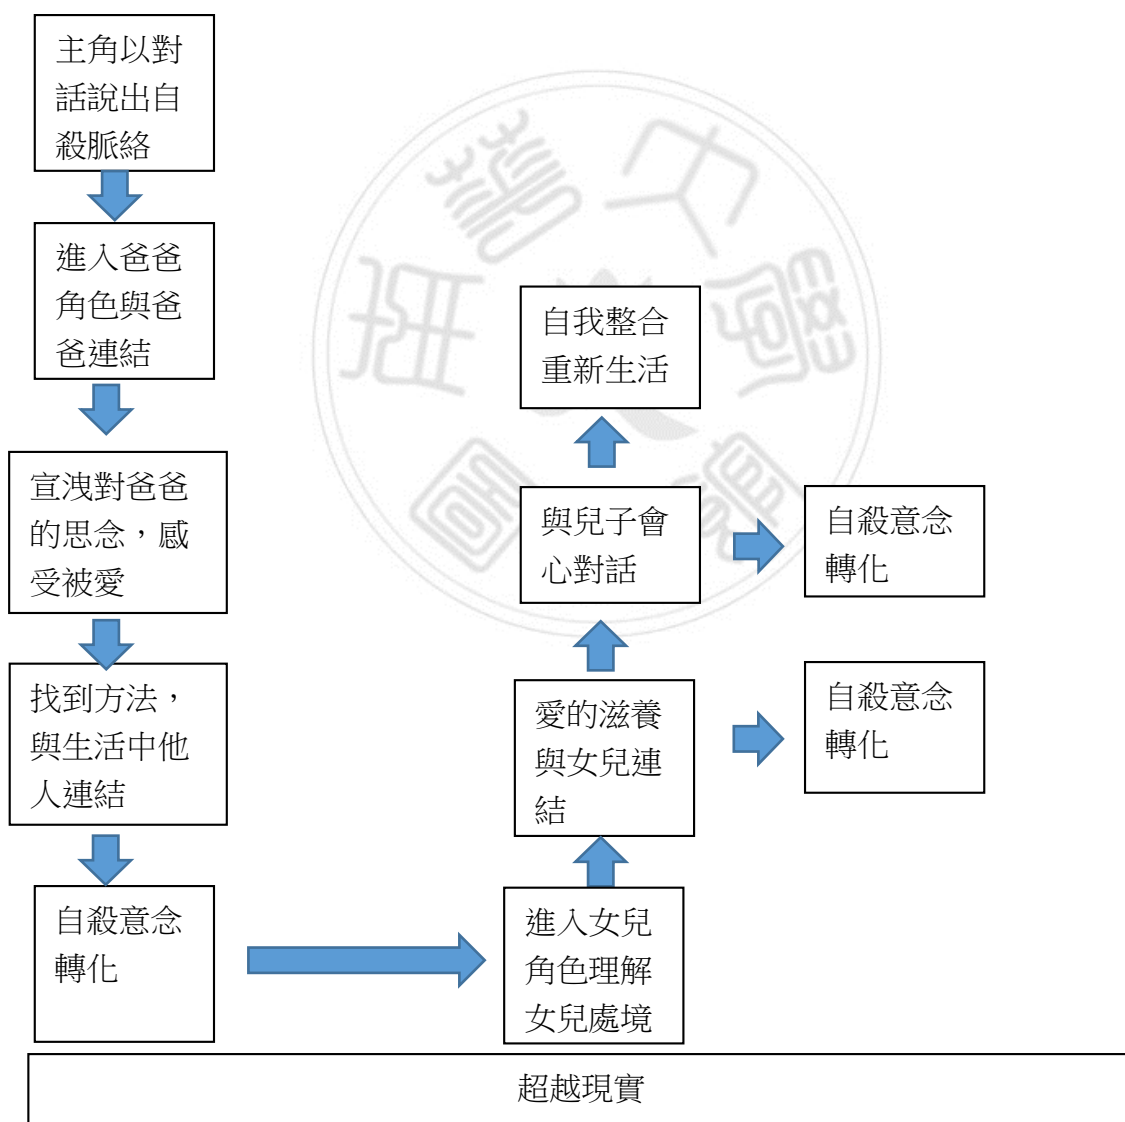 主角以對
話說出自
殺脈絡
進入爸爸
角色與爸
爸連結
宣洩對爸爸
的思念，感
受被愛
找到方法，
與生活中他
人連結
自殺意念
轉化
進入女兒
角色理解
女兒處境
愛的滋養
與女兒連
結
自殺意念
轉化
與兒子會
心對話
自殺意念
轉化
自我整合
重新生活
超越現實